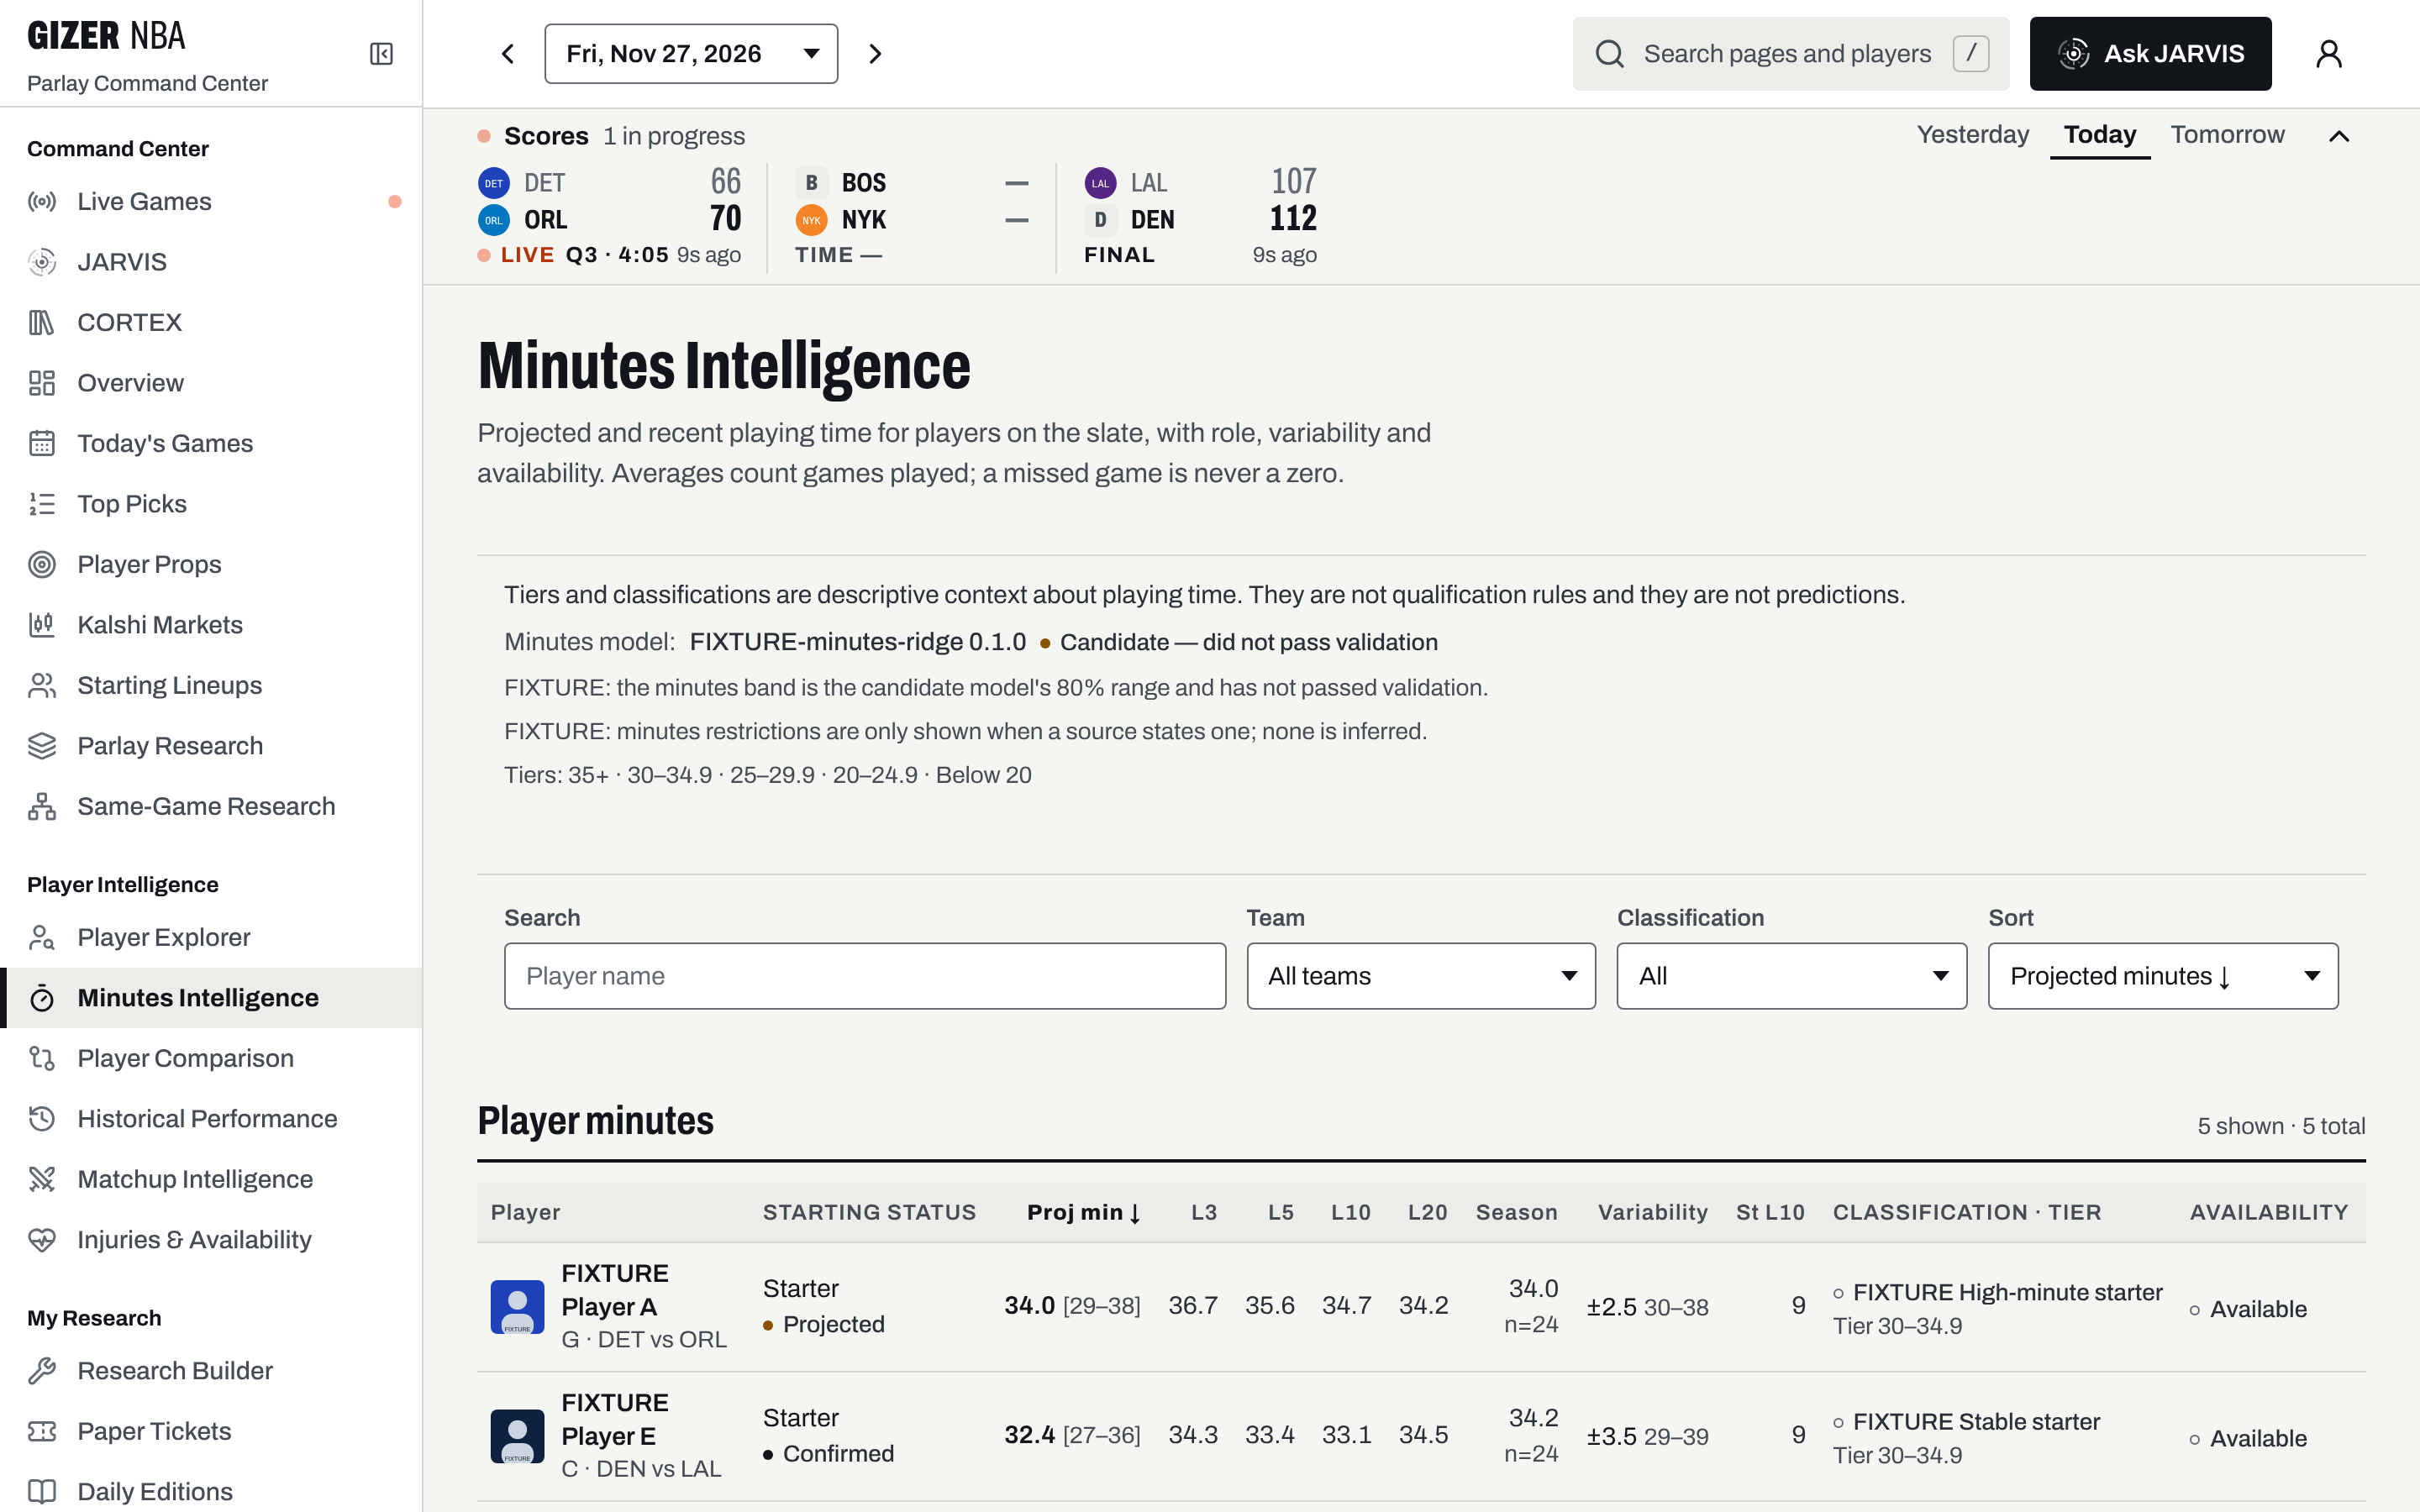 GIZER NBA
Parlay Command Center
Fri, Nov 27, 2026
Search pages and players /
Ask JARVIS
Command Center
Live Games
JARVIS
CORTEX
Overview
Today's Games
Top Picks
Player Props
Kalshi Markets
Starting Lineups
Parlay Research
Same-Game Research
Player Intelligence
Player Explorer
Minutes Intelligence
Player Comparison
Historical Performance
Matchup Intelligence
Injuries & Availability
My Research
Research Builder
Paper Tickets
Daily Editions
Scores 1 in progress
Yesterday Today Tomorrow
DET DET 66
ORL ORL 70
LIVE Q3 · 4:05 9s ago
B BOS —
NYK NYK —
TIME —
LAL LAL 107
D DEN 112
FINAL 9s ago
Minutes Intelligence
Projected and recent playing time for players on the slate, with role, variability and
availability. Averages count games played; a missed game is never a zero.
Tiers and classifications are descriptive context about playing time. They are not qualification rules and they are not predictions.
Minutes model: FIXTURE-minutes-ridge 0.1.0 • Candidate — did not pass validation
FIXTURE: the minutes band is the candidate model's 80% range and has not passed validation.
FIXTURE: minutes restrictions are only shown when a source states one; none is inferred.
Tiers: 35+ · 30–34.9 · 25–29.9 · 20–24.9 · Below 20
Search Team Classification Sort
Player name All teams All Projected minutes ↓
Player minutes
5 shown · 5 total
Player STARTING STATUS Proj min ↓ L3 L5 L10 L20 Season Variability St L10 CLASSIFICATION · TIER AVAILABILITY
FIXTURE
FIXTURE
Player A
G · DET vs ORL
Starter
Projected
34.0 [29–38] 36.7 35.6 34.7 34.2
34.0
n=24
±2.5 30–38 9
FIXTURE High-minute starter
Tier 30–34.9
Available
FIXTURE
FIXTURE
Player E
C · DEN vs LAL
Starter
Confirmed
32.4 [27–36] 34.3 33.4 33.1 34.5
34.2
n=24
±3.5 29–39 9
FIXTURE Stable starter
Tier 30–34.9
Available